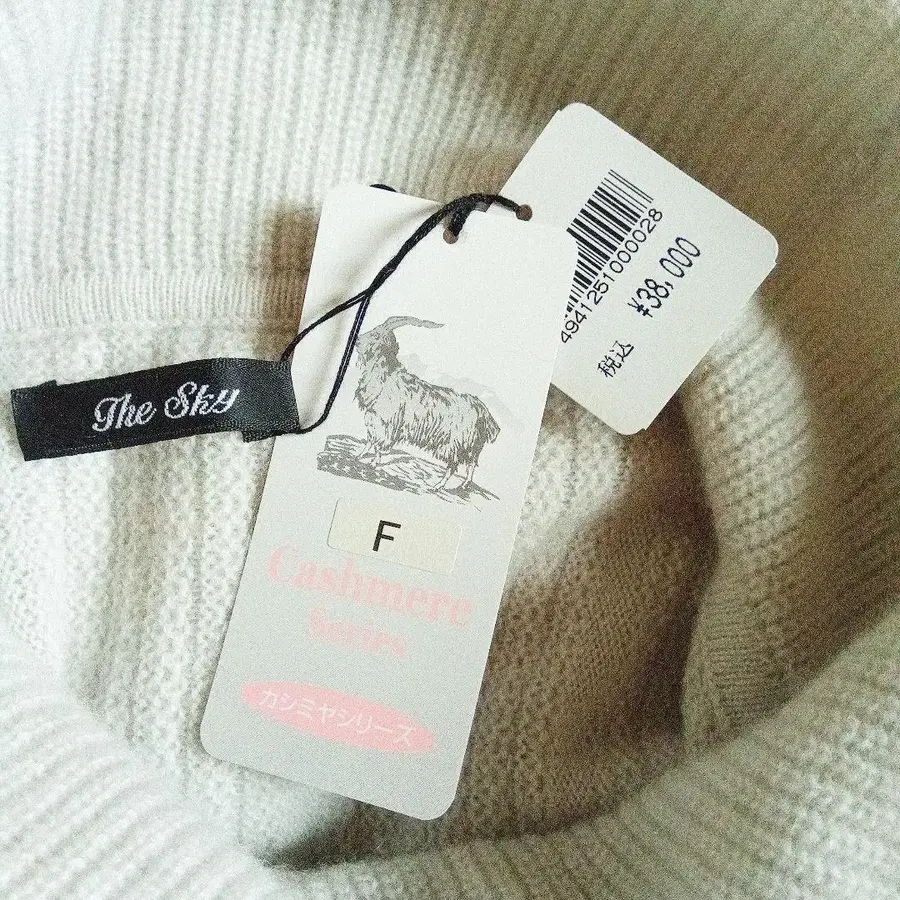 The Sky
F
Cashmere
Series
カシミヤシリーズ
4941251000028
¥38,000
税込